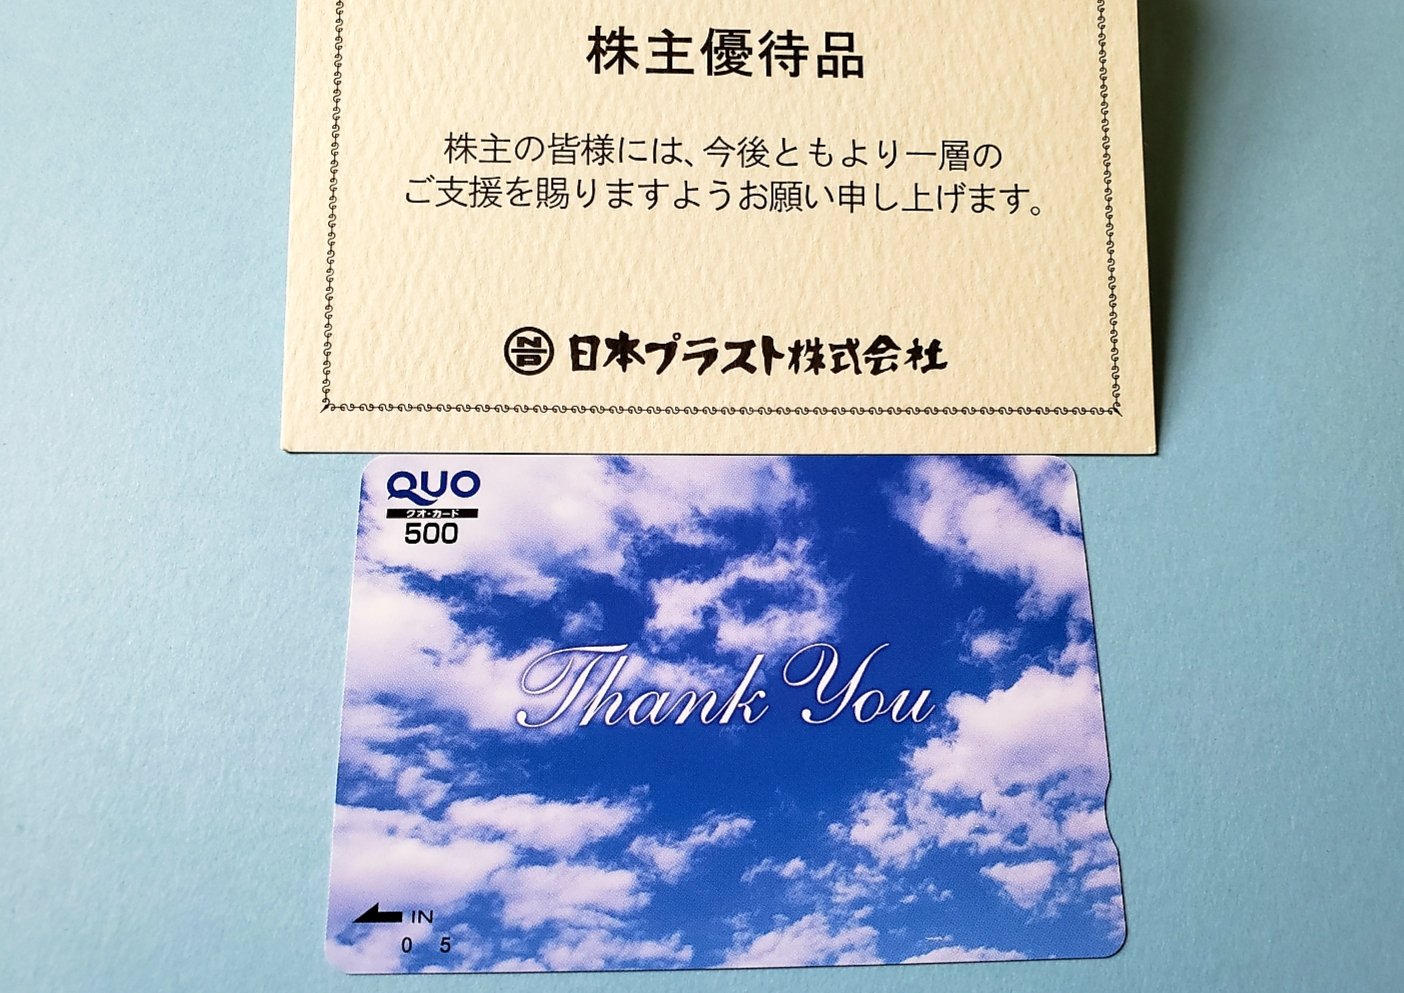 株主優待品
株主の皆様には、今後ともより一層の
ご支援を賜りますようお願い申し上げます。
NP 日本プラスト株式会社
QUO
クオ・カード
500
Thank You
IN
0 5